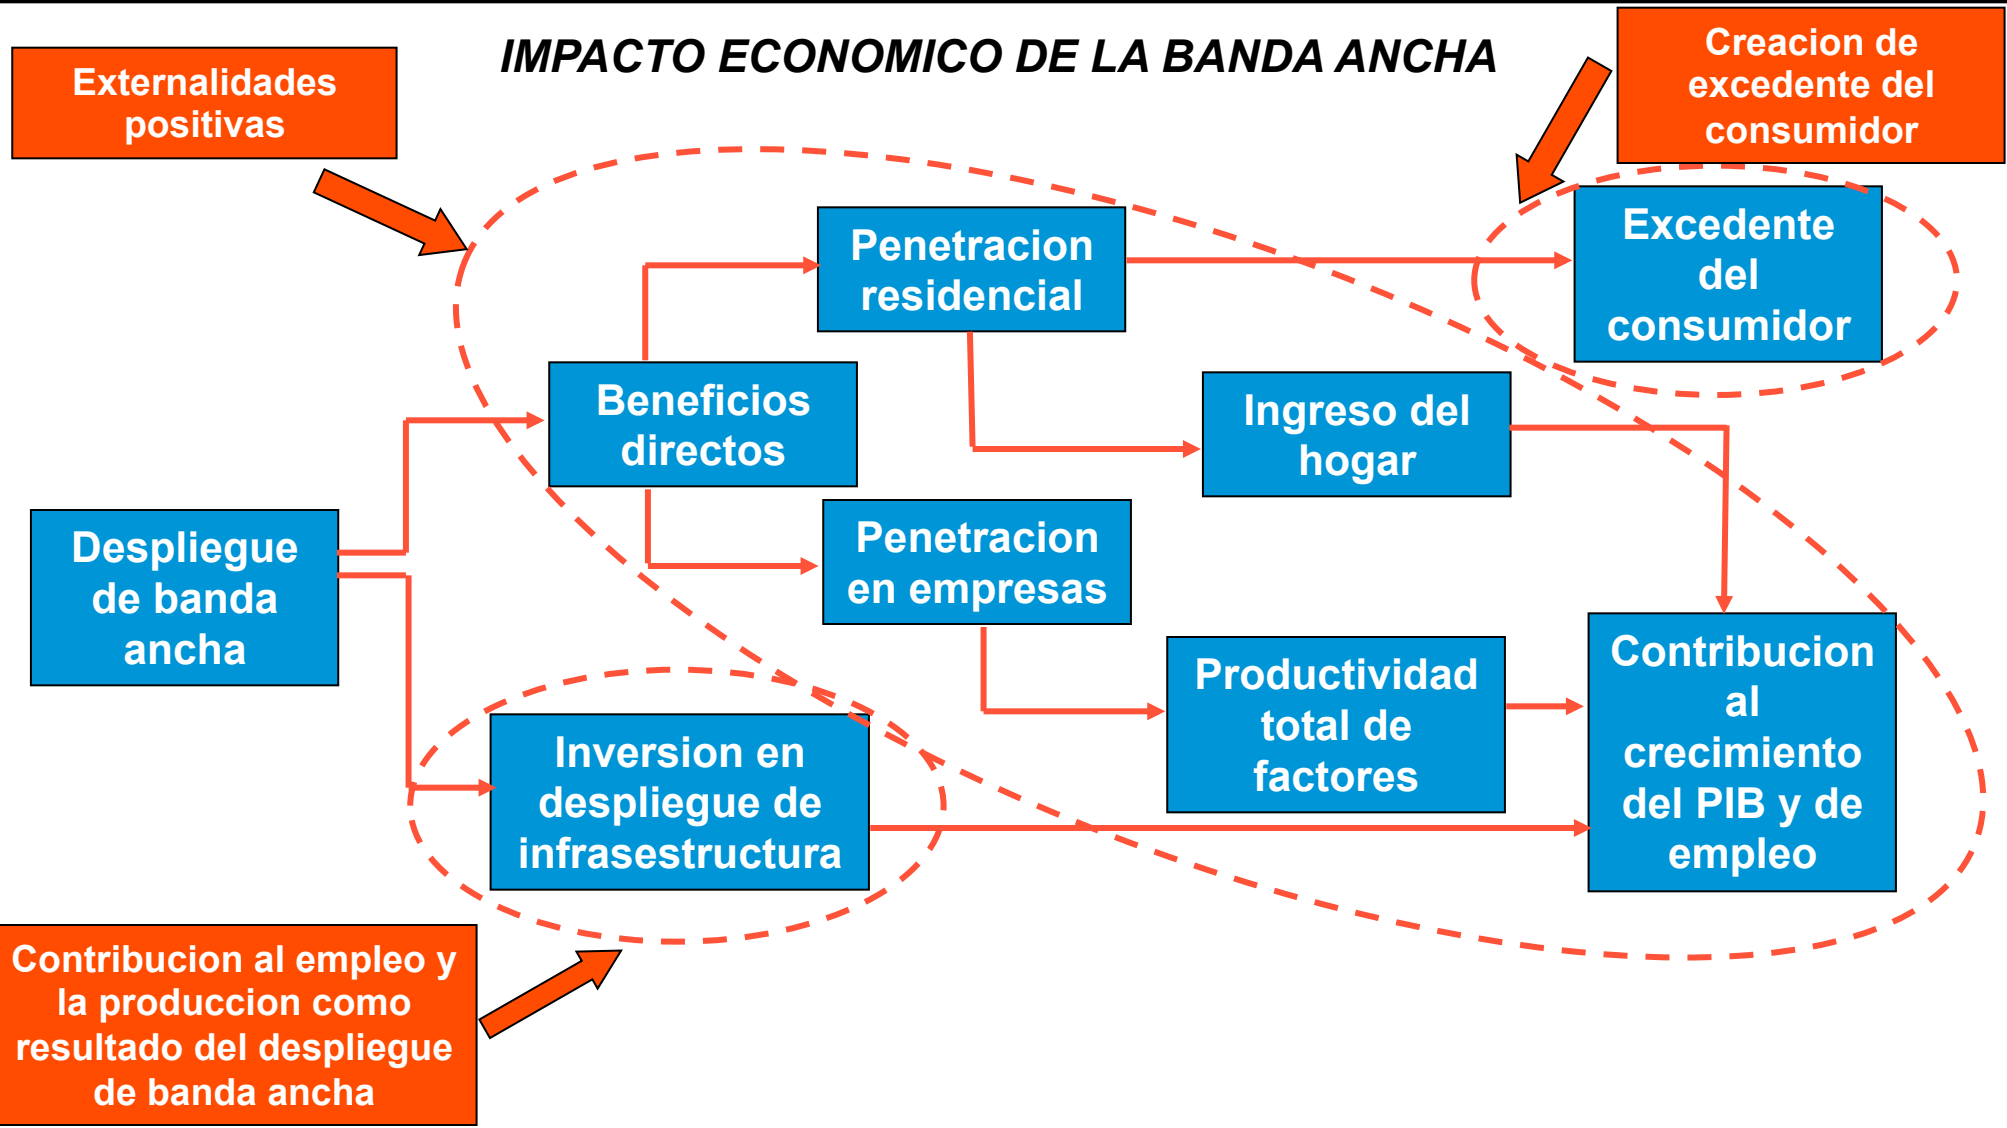 IMPACTO ECONOMICO DE LA BANDA ANCHA
Externalidades
positivas
Creacion de
excedente del
consumidor
Penetracion
residencial
Excedente
del
consumidor
Beneficios
directos
Ingreso del
hogar
Despliegue
de banda
ancha
Penetracion
en empresas
Productividad
total de
factores
Contribucion
al
crecimiento
del PIB y de
empleo
Inversion en
despliegue de
infrasestructura
Contribucion al empleo y
la produccion como
resultado del despliegue
de banda ancha